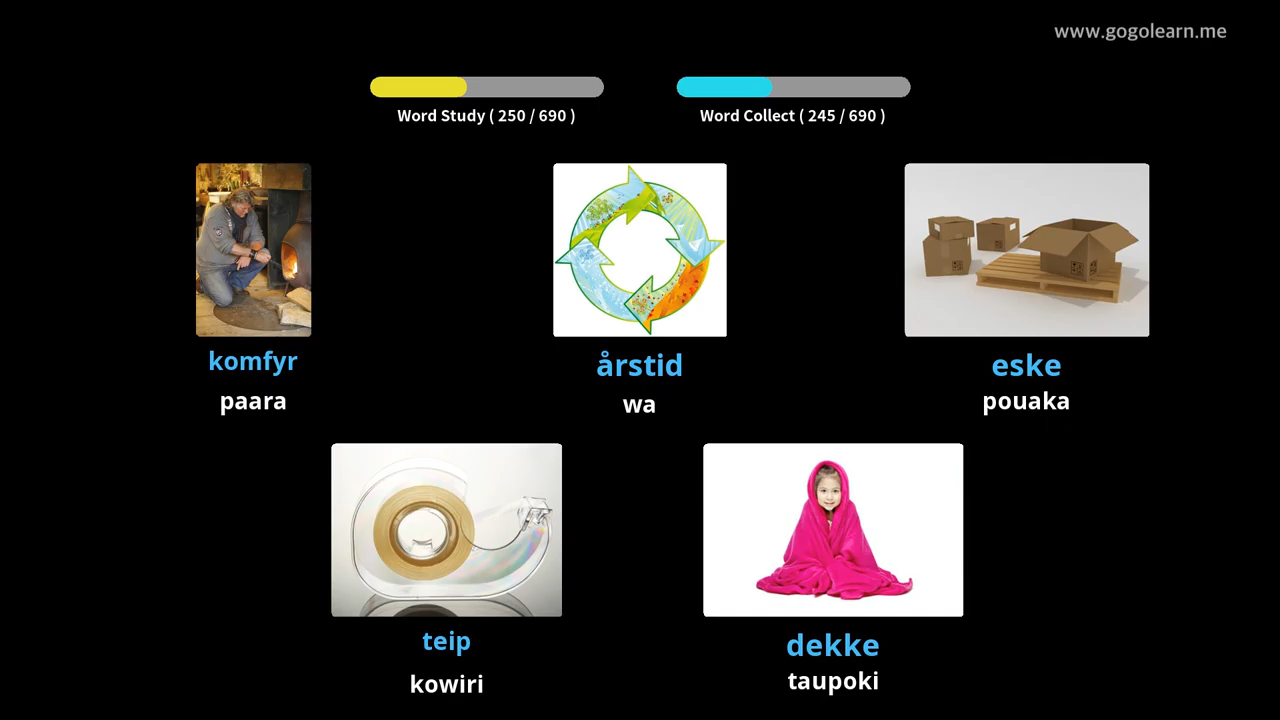 www.gogolearn.me
Word Study ( 250 / 690 )
Word Collect ( 245 / 690 )
komfyr
paara
årstid
wa
eske
pouaka
teip
kowiri
dekke
taupoki